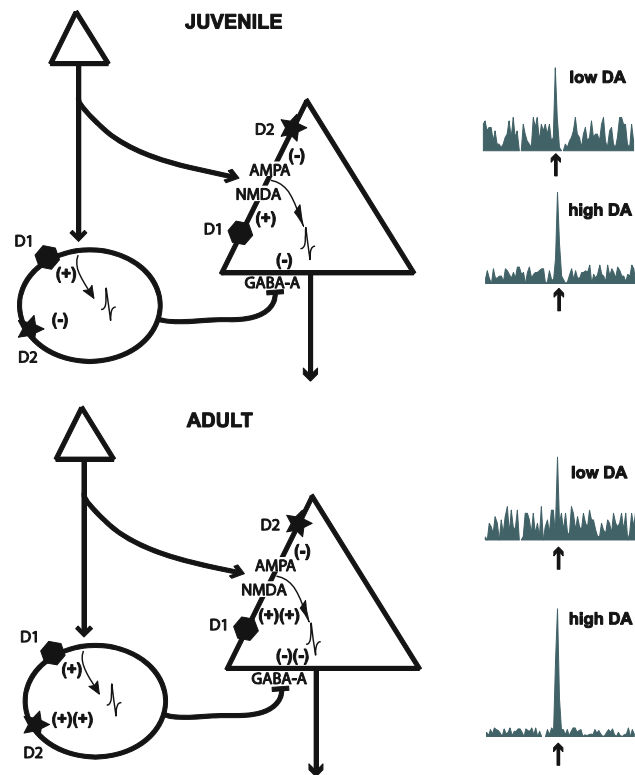 JUVENILE
low DA
D2
(-)
AMPA
NMDA
high DA
D1
(+)
D1
(+)
(-)
GABA-A
(-)
D2
ADULT
low DA
D2
(-)
AMPA
NMDA
high DA
(+)(+)
D1
D1
(+)
(-)(-)
GABA-A
(+)(+)
D2